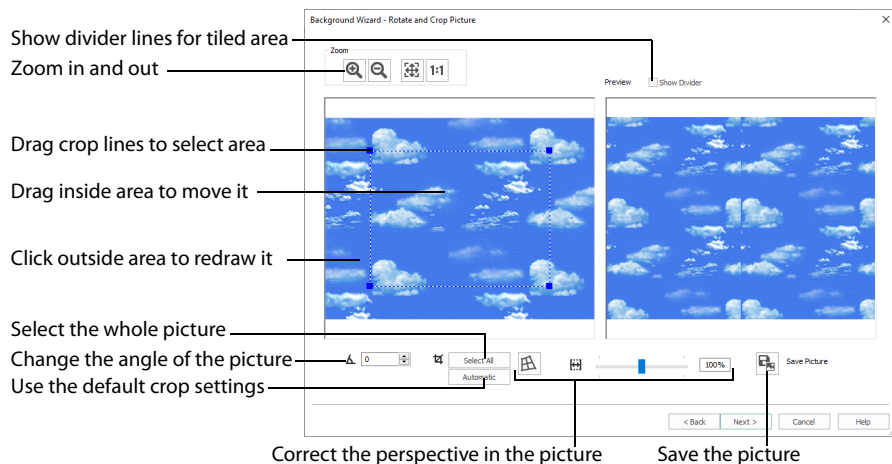 Background Wizard - Rotate and Crop Picture
Show divider lines for tiled area
Zoom in and out
Zoom
1:1
Preview
Show Divider
Drag crop lines to select area
Drag inside area to move it
Click outside area to redraw it
Select the whole picture
Change the angle of the picture
Use the default crop settings
0
Select All
Automatic
100%
Save Picture
< Back
Next >
Cancel
Help
Correct the perspective in the picture
Save the picture